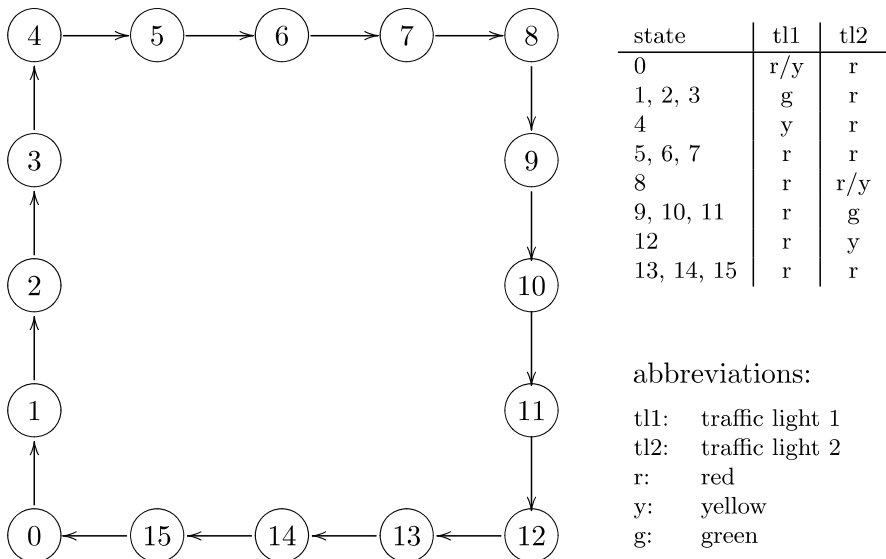 4 5 6 7 8
3 9
2 10
1 11
0 15 14 13 12
state tl1 tl2
0 r/y r
1, 2, 3 g r
4 y r
5, 6, 7 r r
8 r r/y
9, 10, 11 r g
12 r y
13, 14, 15 r r
abbreviations:
tl1: traffic light 1
tl2: traffic light 2
r: red
y: yellow
g: green